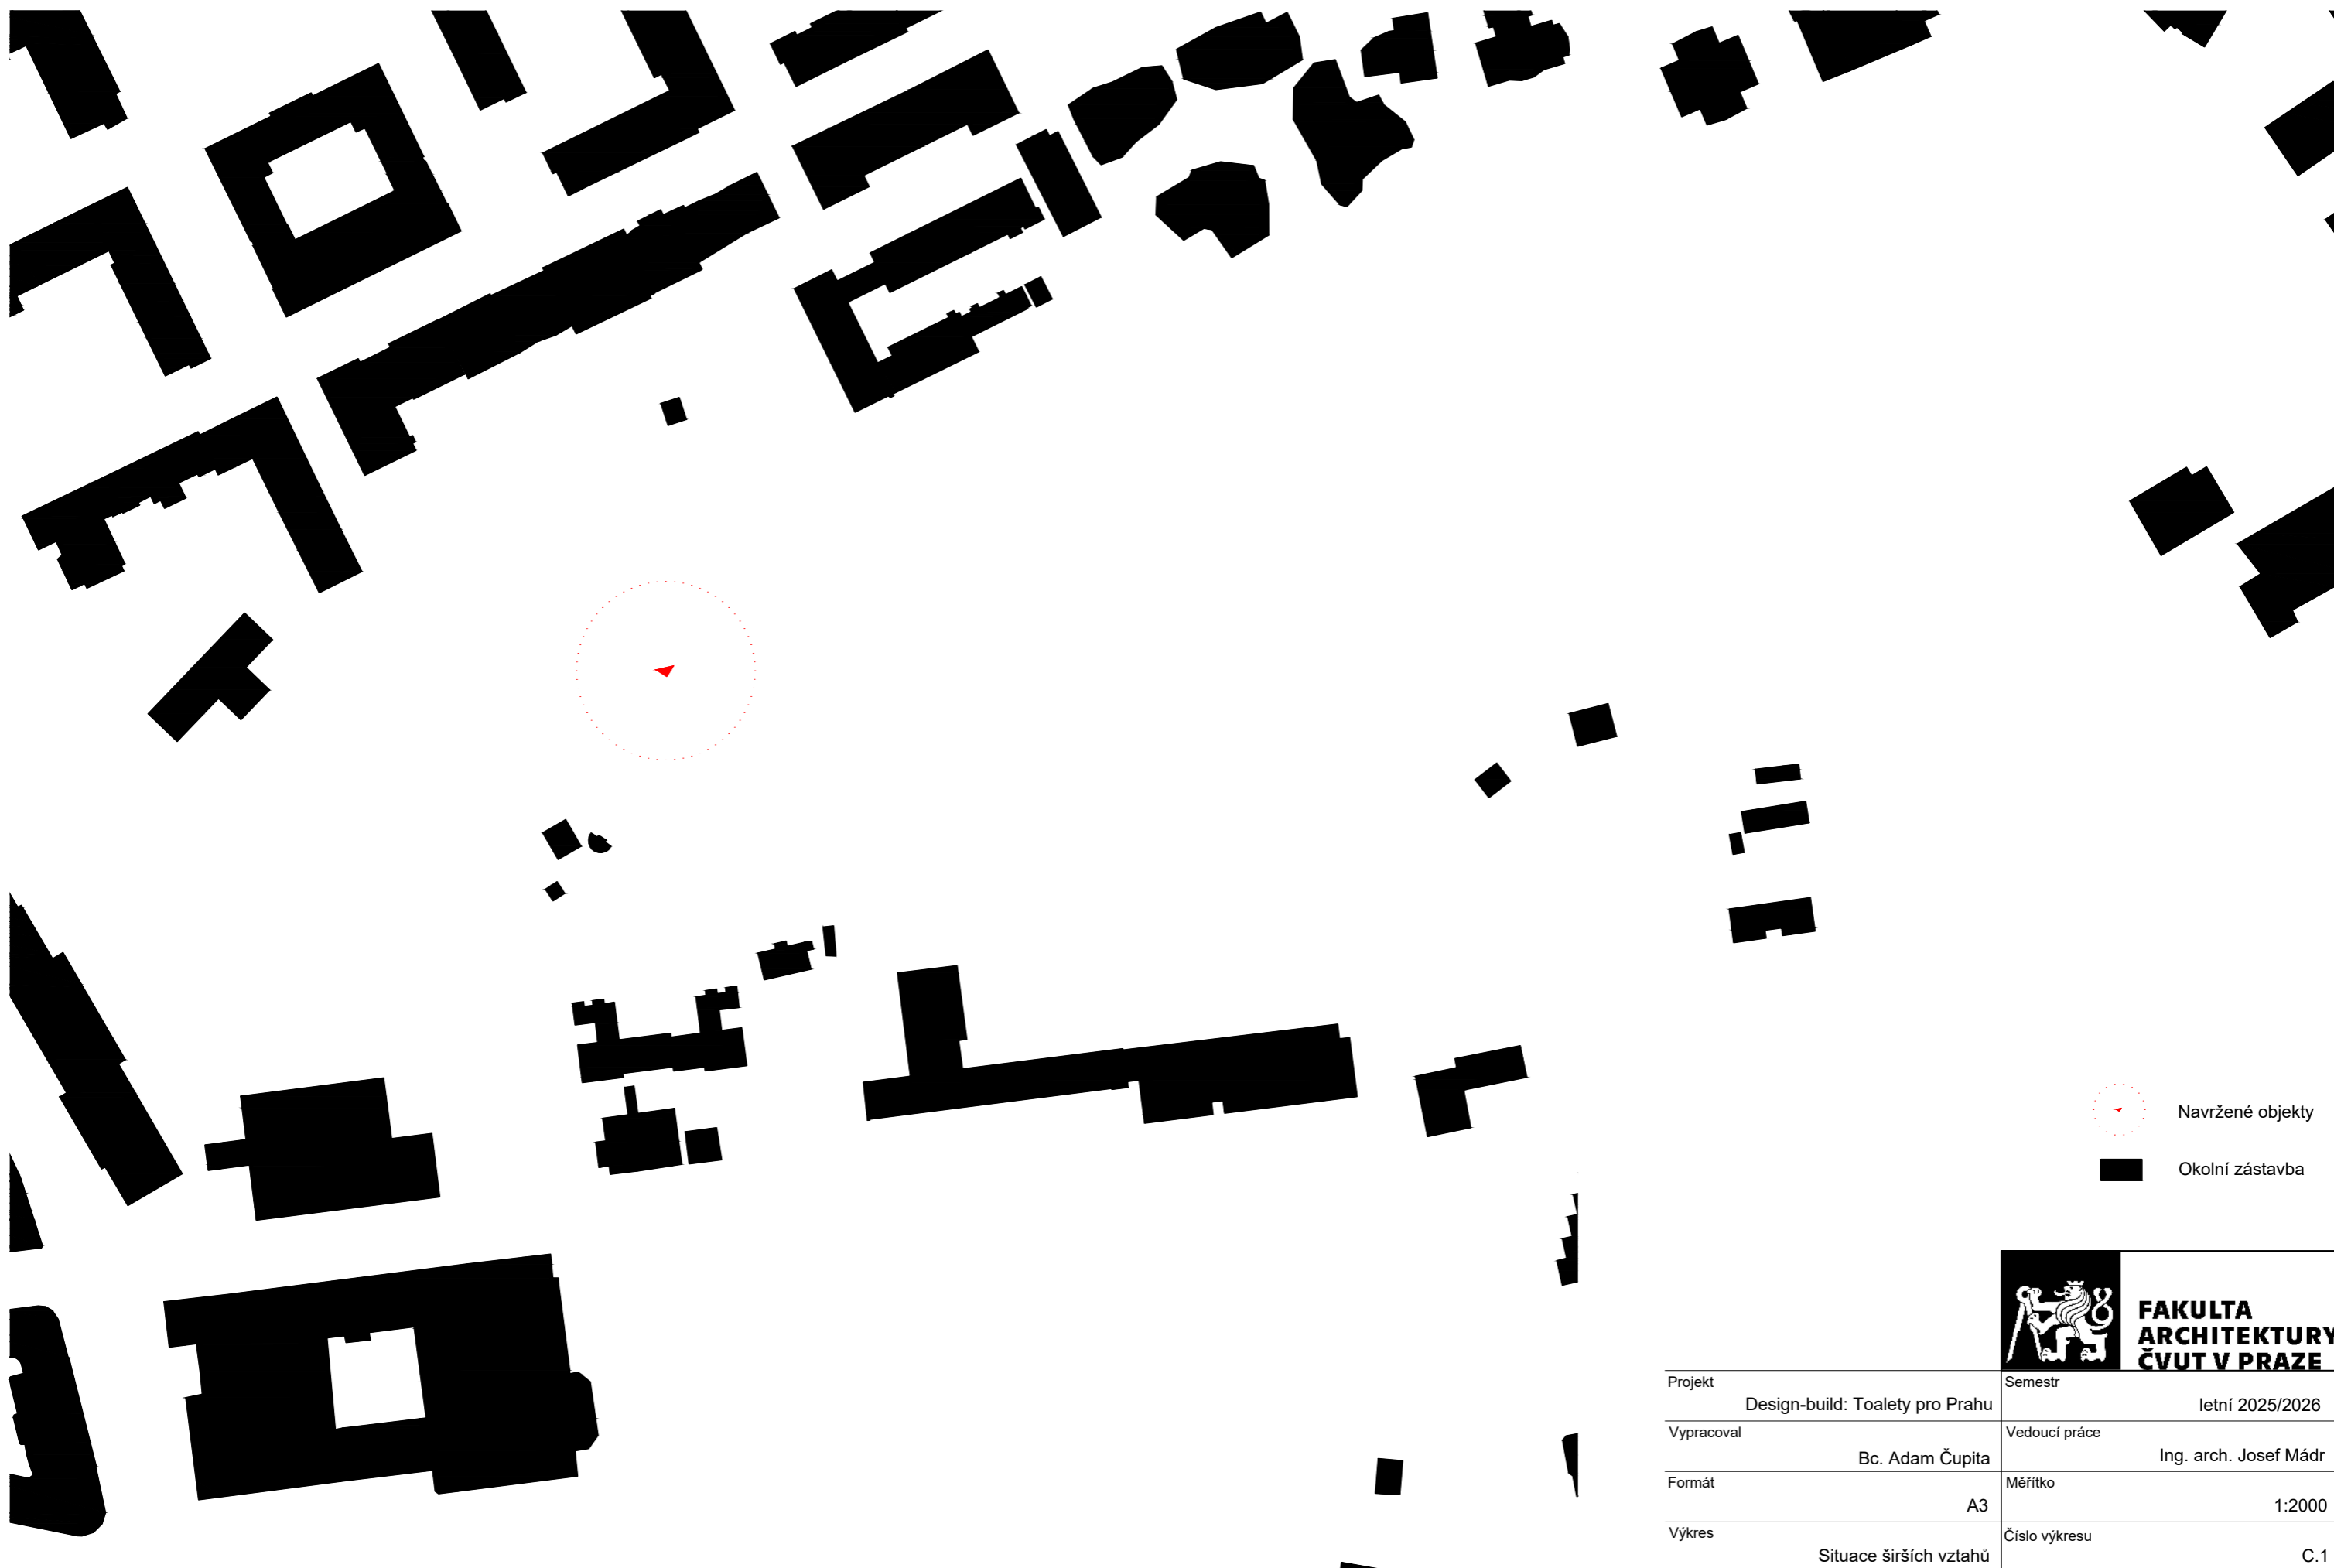 Navržené objekty
Okolní zástavba
FAKULTA
ARCHITEKTURY
ČVUT V PRAZE
Projekt
Design-build: Toalety pro Prahu
Semestr
letní 2025/2026
Vypracoval
Bc. Adam Čupita
Vedoucí práce
Ing. arch. Josef Mádr
Formát
A3
Měřítko
1:2000
Výkres
Situace širších vztahů
Číslo výkresu
C.1